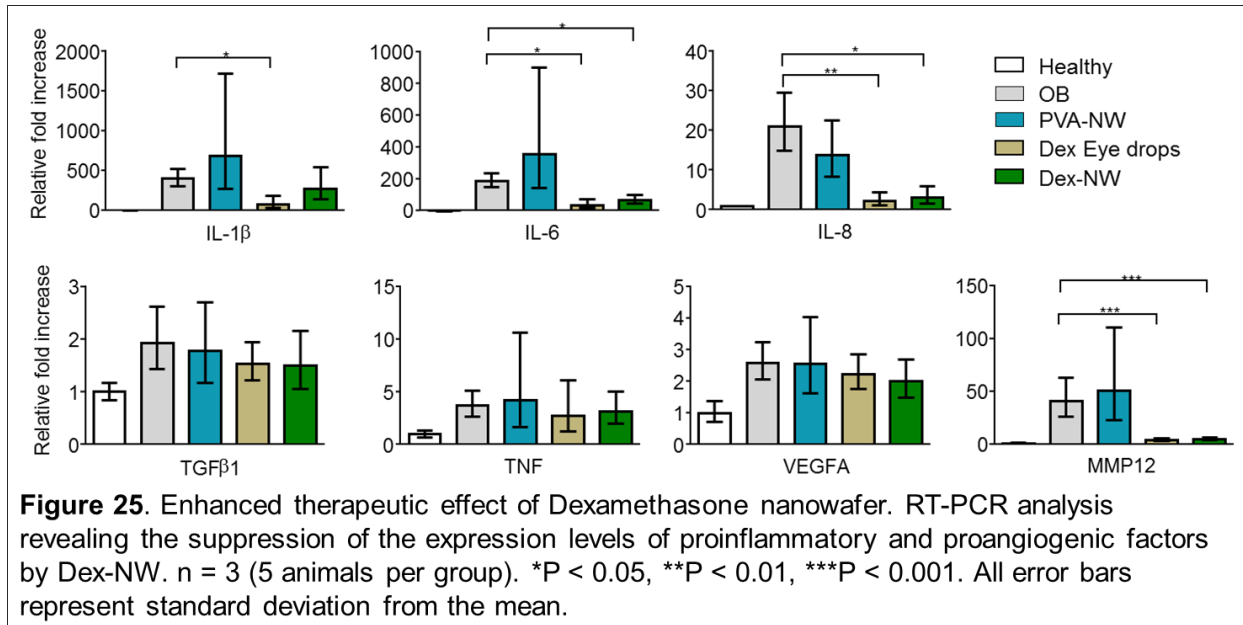 Relative fold increase
2000
1500
1000
500
0
*
IL-1β
1000
800
600
400
200
0
*
*
IL-6
40
30
20
10
0
*
**
IL-8
Healthy
OB
PVA-NW
Dex Eye drops
Dex-NW
Relative fold increase
3
2
1
0
TGFβ1
15
10
5
0
TNF
5
4
3
2
1
0
VEGFA
150
100
50
0
***
***
MMP12
Figure 25. Enhanced therapeutic effect of Dexamethasone nanowafer. RT-PCR analysis
revealing the suppression of the expression levels of proinflammatory and proangiogenic factors
by Dex-NW. n = 3 (5 animals per group). *P < 0.05, **P < 0.01, ***P < 0.001. All error bars
represent standard deviation from the mean.